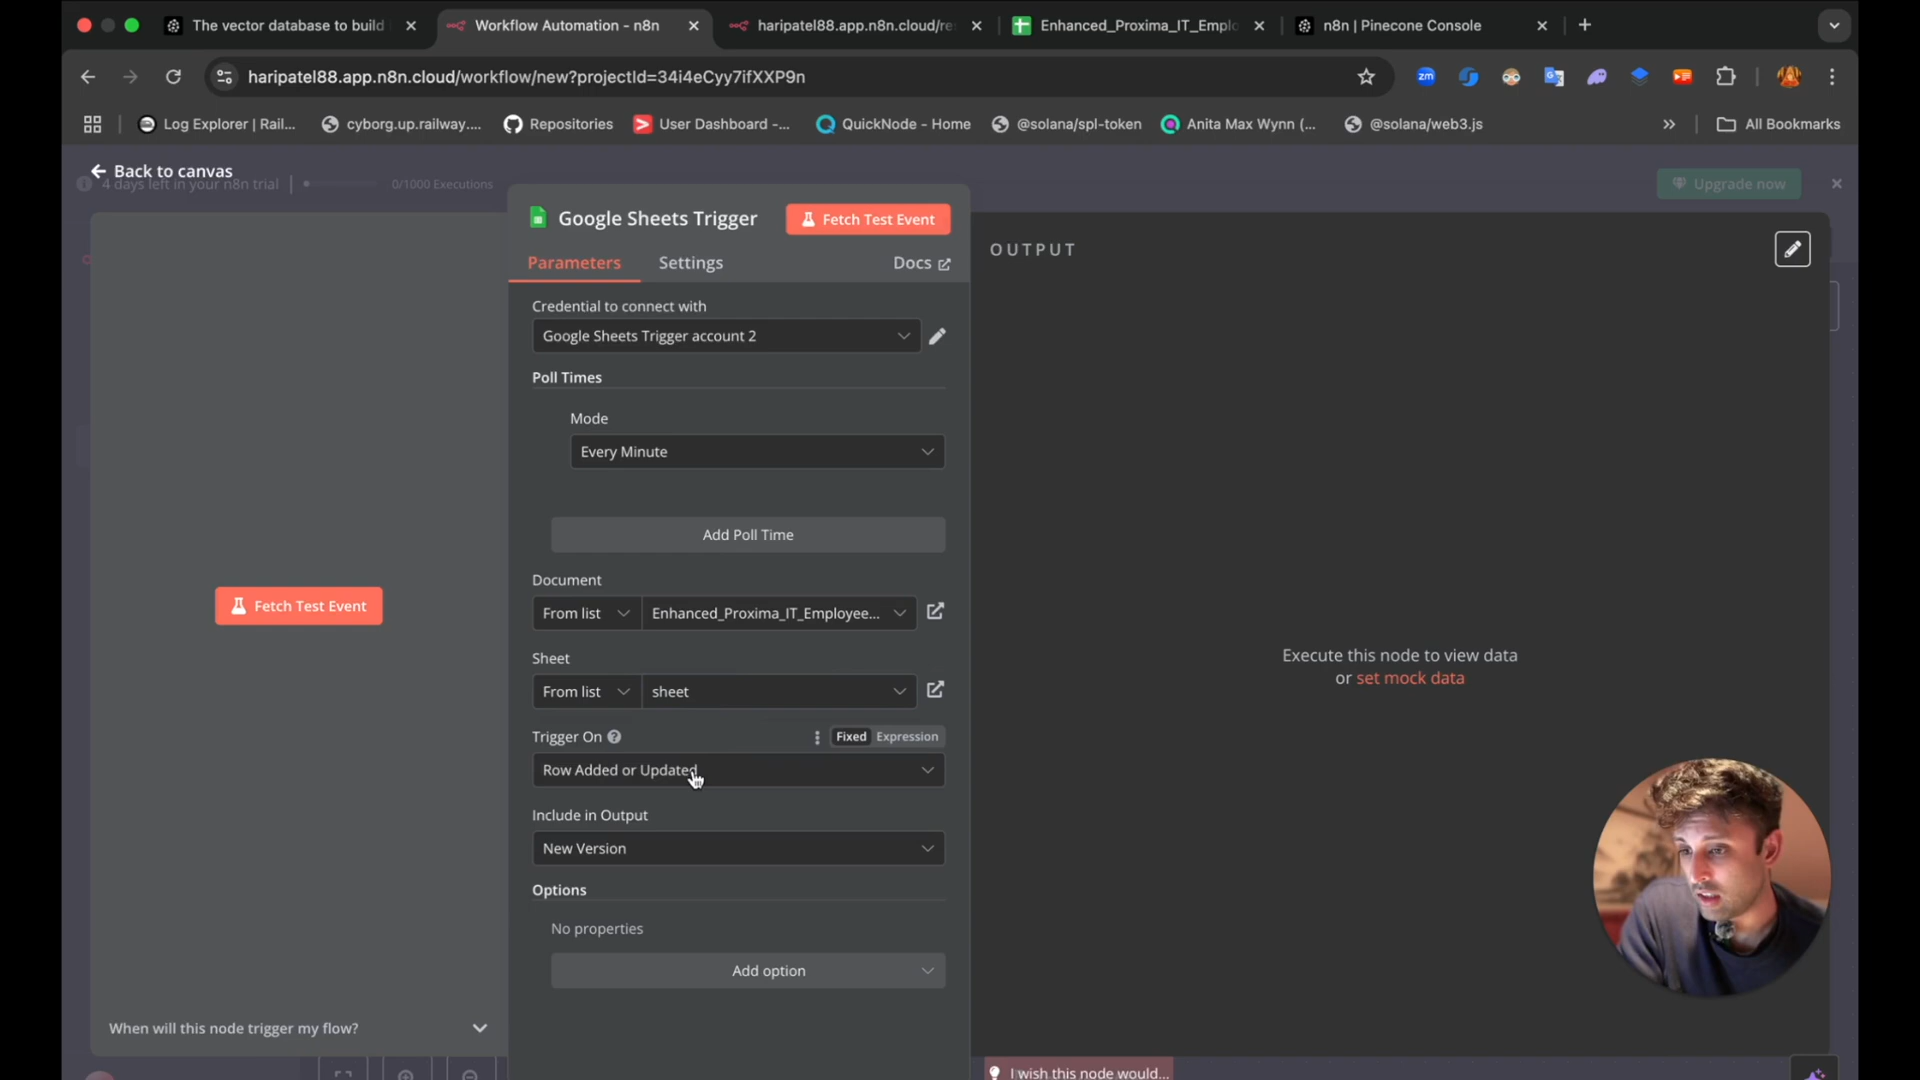 The vector database to build
Workflow Automation - n8n
haripatel88.app.n8n.cloud/re
Enhanced_Proxima_IT_Emplo
n8n | Pinecone Console
haripatel88.app.n8n.cloud/workflow/new?projectId=34i4eCyy7ifXXP9n
zm
Log Explorer | Rail...
cyborg.up.railway....
Repositories
User Dashboard -...
QuickNode - Home
@solana/spl-token
Anita Max Wynn (...
@solana/web3.js
All Bookmarks
Back to canvas
4 days left in your n8n trial
0/1000 Executions
Upgrade now
Google Sheets Trigger
Fetch Test Event
Parameters
Settings
Docs
OUTPUT
Credential to connect with
Google Sheets Trigger account 2
Poll Times
Mode
Every Minute
Add Poll Time
Document
From list
Enhanced_Proxima_IT_Employee...
Fetch Test Event
Sheet
From list
sheet
Execute this node to view data
or set mock data
Trigger On
Fixed
Expression
Row Added or Updated
Include in Output
New Version
Options
No properties
Add option
When will this node trigger my flow?
I wish this node would...